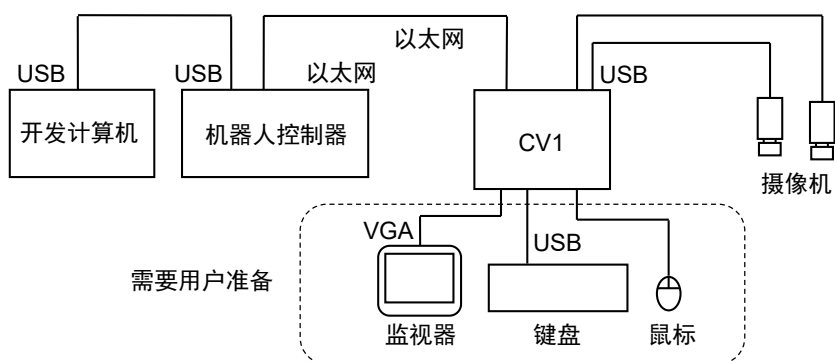 以太网
USB
USB
以太网
USB
开发计算机
机器人控制器
CV1
摄像机
VGA
USB
需要用户准备
监视器
键盘
鼠标